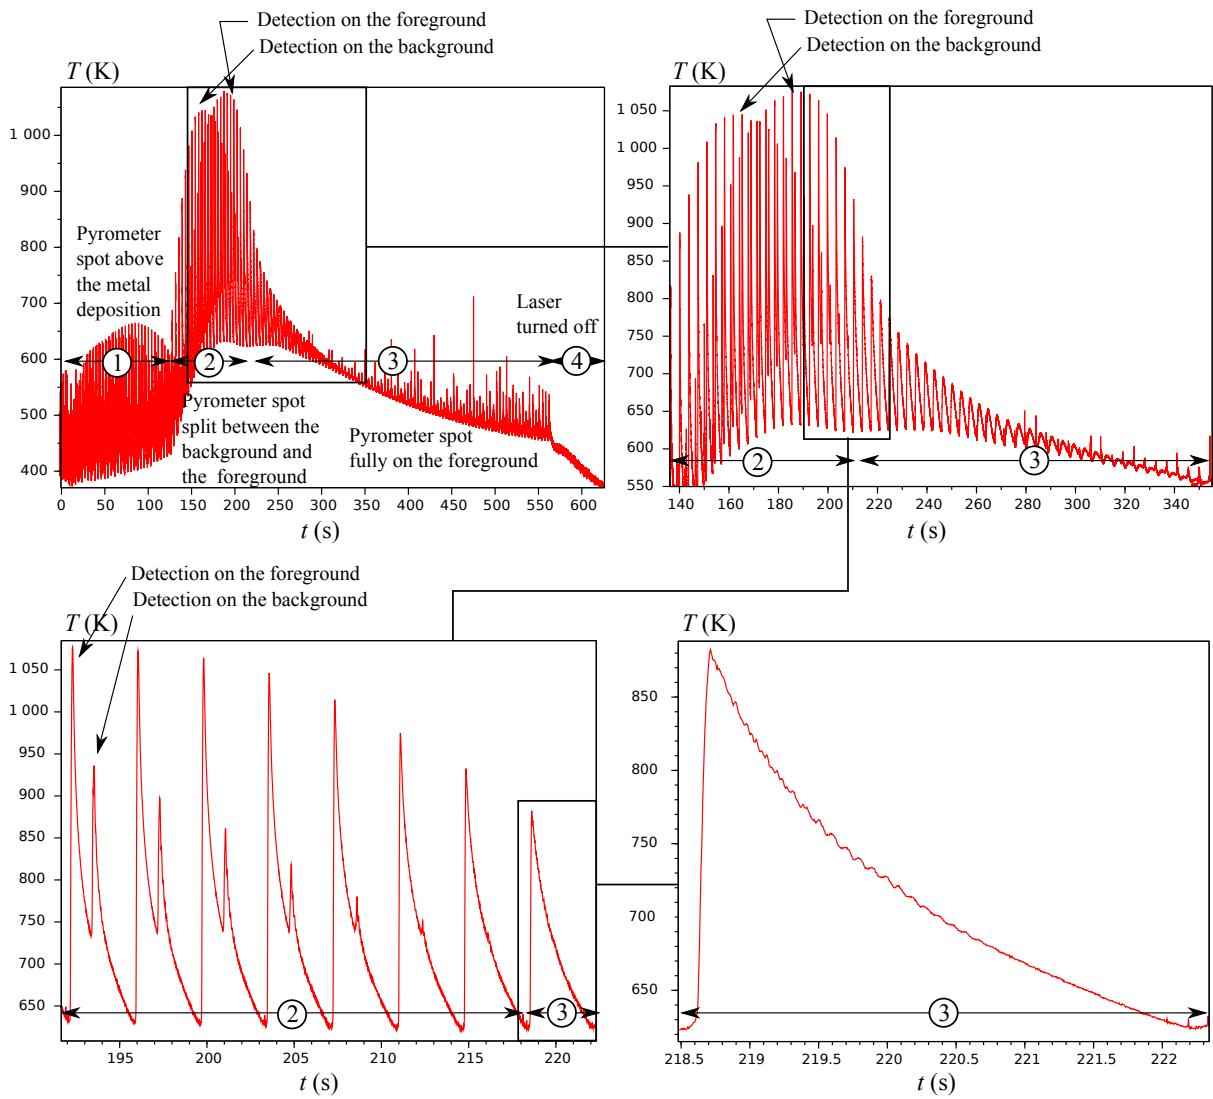 Detection on the foreground
Detection on the background
T (K)
1 000
900
800
700
600
500
400
Pyrometer
spot above
the metal
deposition
Laser
turned off
1
2
3
4
Pyrometer spot
split between the
background and
the foreground
Pyrometer spot
fully on the foreground
0 50 100 150 200 250 300 350 400 450 500 550 600
t (s)
Detection on the foreground
Detection on the background
T (K)
1 050
1 000
950
900
850
800
750
700
650
600
550
2
3
140 160 180 200 220 240 260 280 300 320 340
t (s)
Detection on the foreground
Detection on the background
T (K)
1 050
1 000
950
900
850
800
750
700
650
2
3
195 200 205 210 215 220
t (s)
T (K)
850
800
750
700
650
3
218.5 219 219.5 220 220.5 221 221.5 222
t (s)